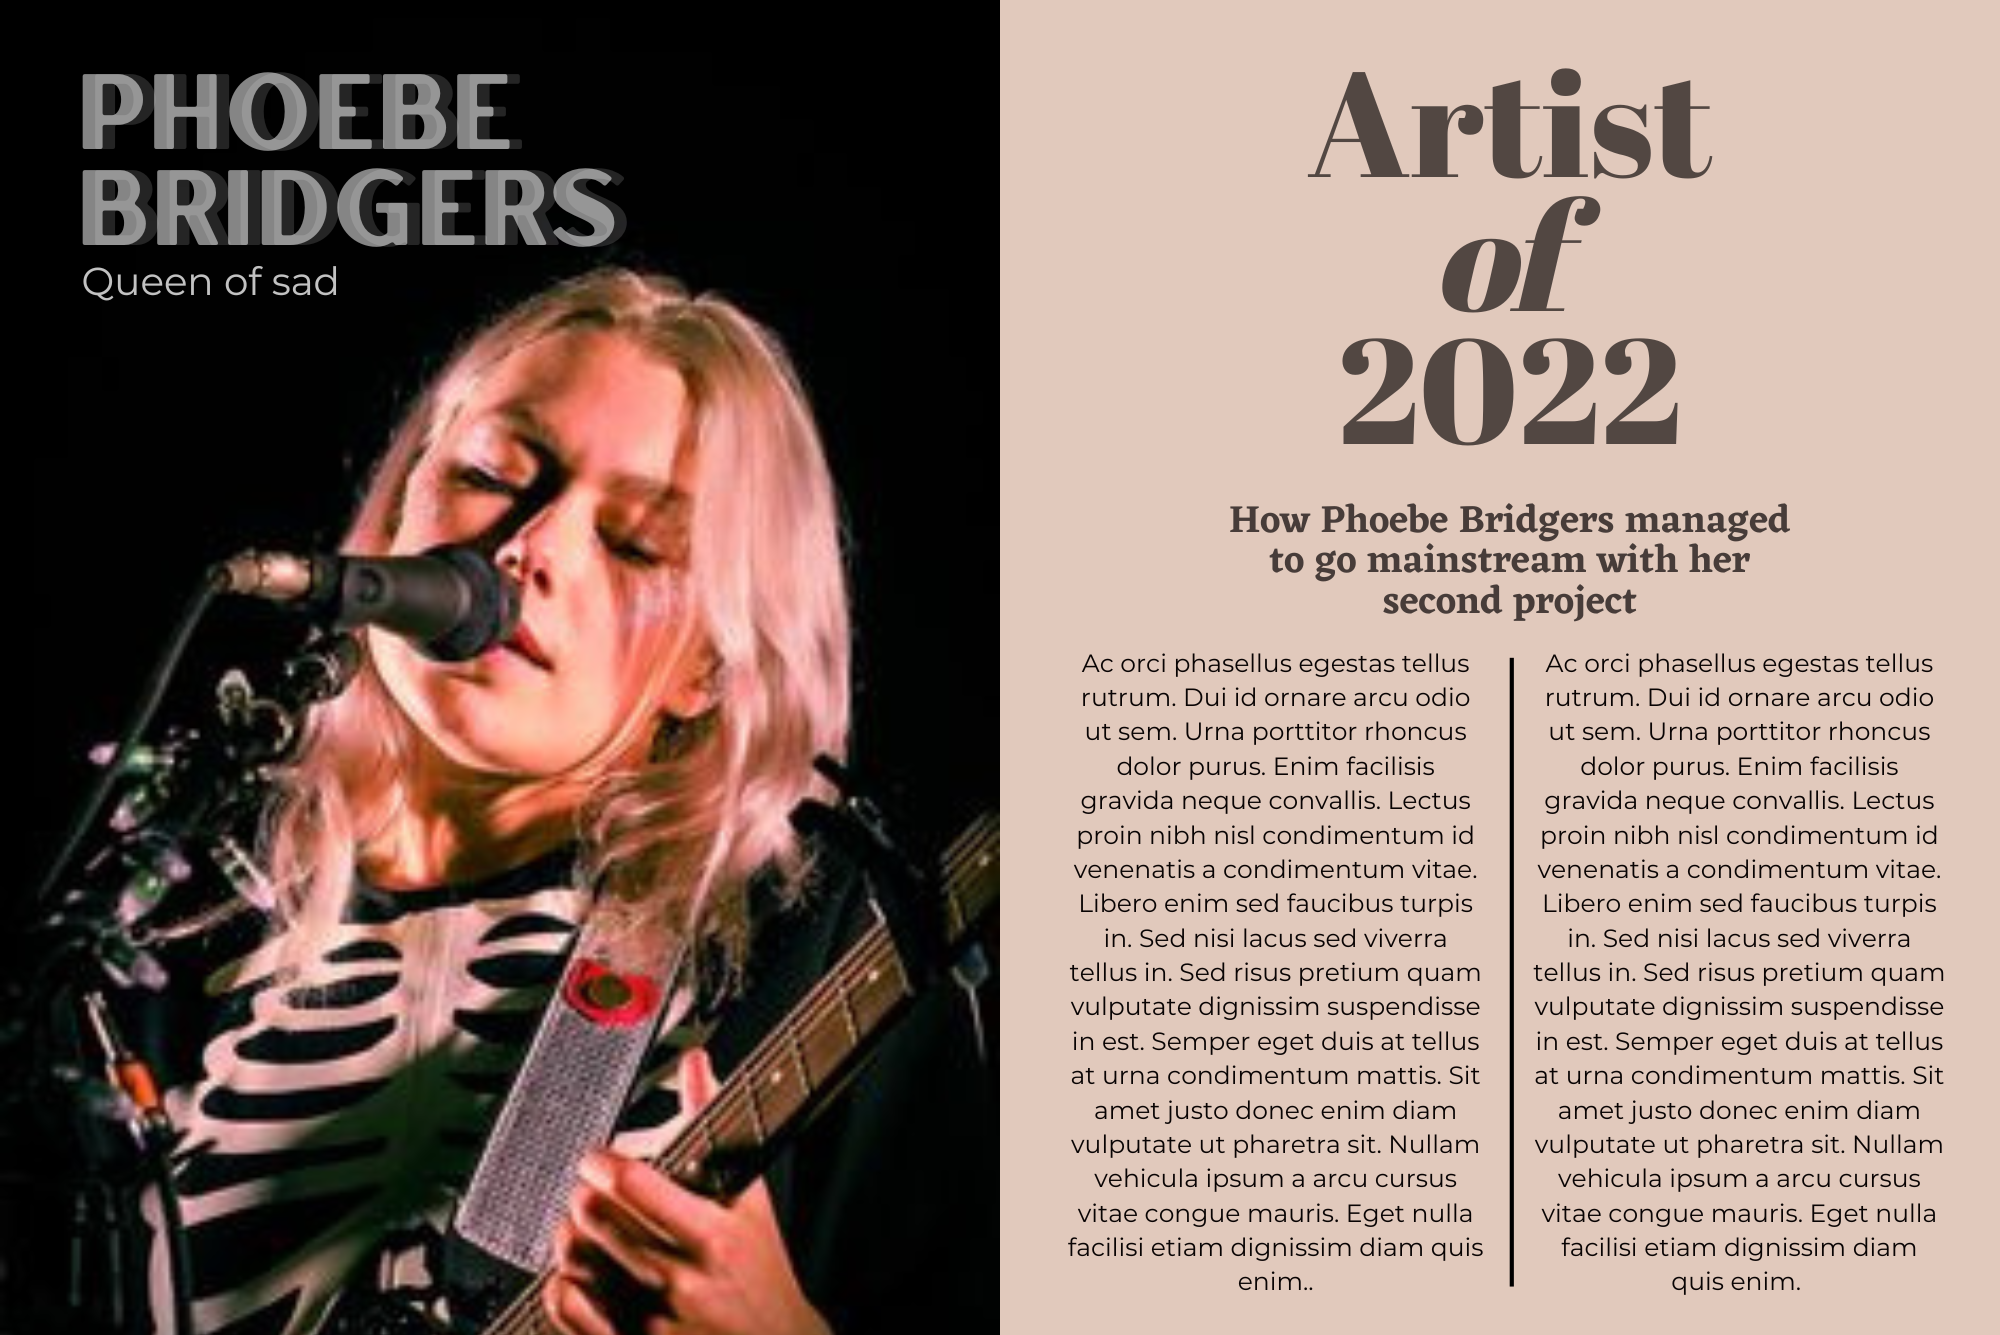 PHOEBE
BRIDGERS
Queen of sad
Artist
of
2022
How Phoebe Bridgers managed
to go mainstream with her
second project
Ac orci phasellus egestas tellus
rutrum. Dui id ornare arcu odio
ut sem. Urna porttitor rhoncus
dolor purus. Enim facilisis
gravida neque convallis. Lectus
proin nibh nisl condimentum id
venenatis a condimentum vitae.
Libero enim sed faucibus turpis
in. Sed nisi lacus sed viverra
tellus in. Sed risus pretium quam
vulputate dignissim suspendisse
in est. Semper eget duis at tellus
at urna condimentum mattis. Sit
amet justo donec enim diam
vulputate ut pharetra sit. Nullam
vehicula ipsum a arcu cursus
vitae congue mauris. Eget nulla
facilisi etiam dignissim diam quis
enim..
Ac orci phasellus egestas tellus
rutrum. Dui id ornare arcu odio
ut sem. Urna porttitor rhoncus
dolor purus. Enim facilisis
gravida neque convallis. Lectus
proin nibh nisl condimentum id
venenatis a condimentum vitae.
Libero enim sed faucibus turpis
in. Sed nisi lacus sed viverra
tellus in. Sed risus pretium quam
vulputate dignissim suspendisse
in est. Semper eget duis at tellus
at urna condimentum mattis. Sit
amet justo donec enim diam
vulputate ut pharetra sit. Nullam
vehicula ipsum a arcu cursus
vitae congue mauris. Eget nulla
facilisi etiam dignissim diam
quis enim.